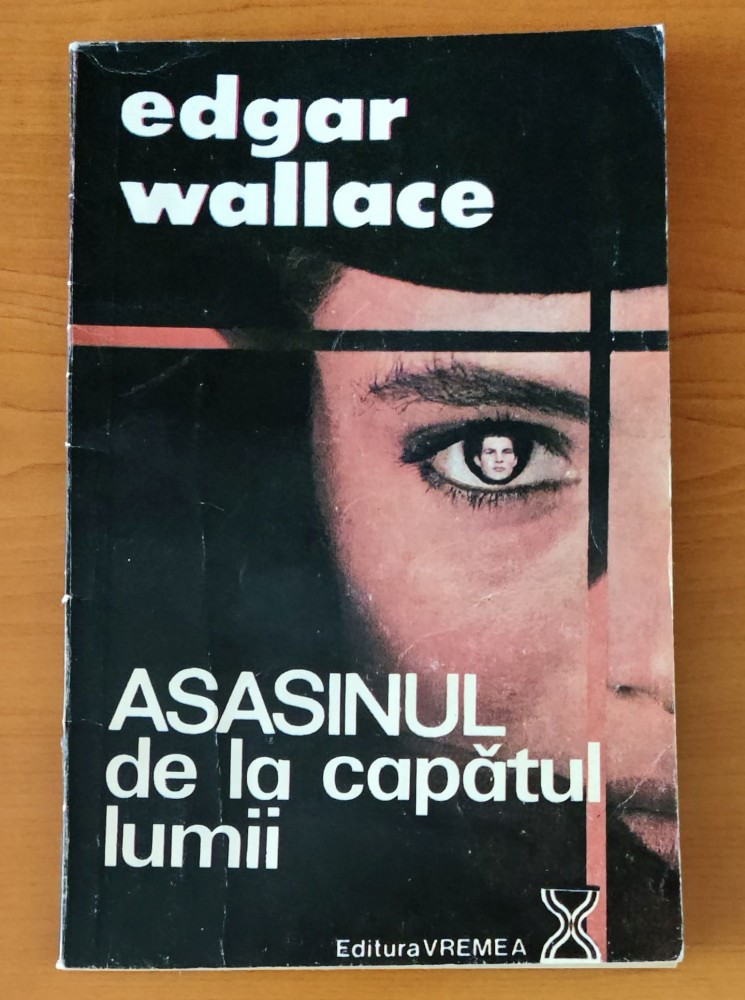 edgar
wallace
ASASINUL
de la capătul
lumii
Editura VREMEA